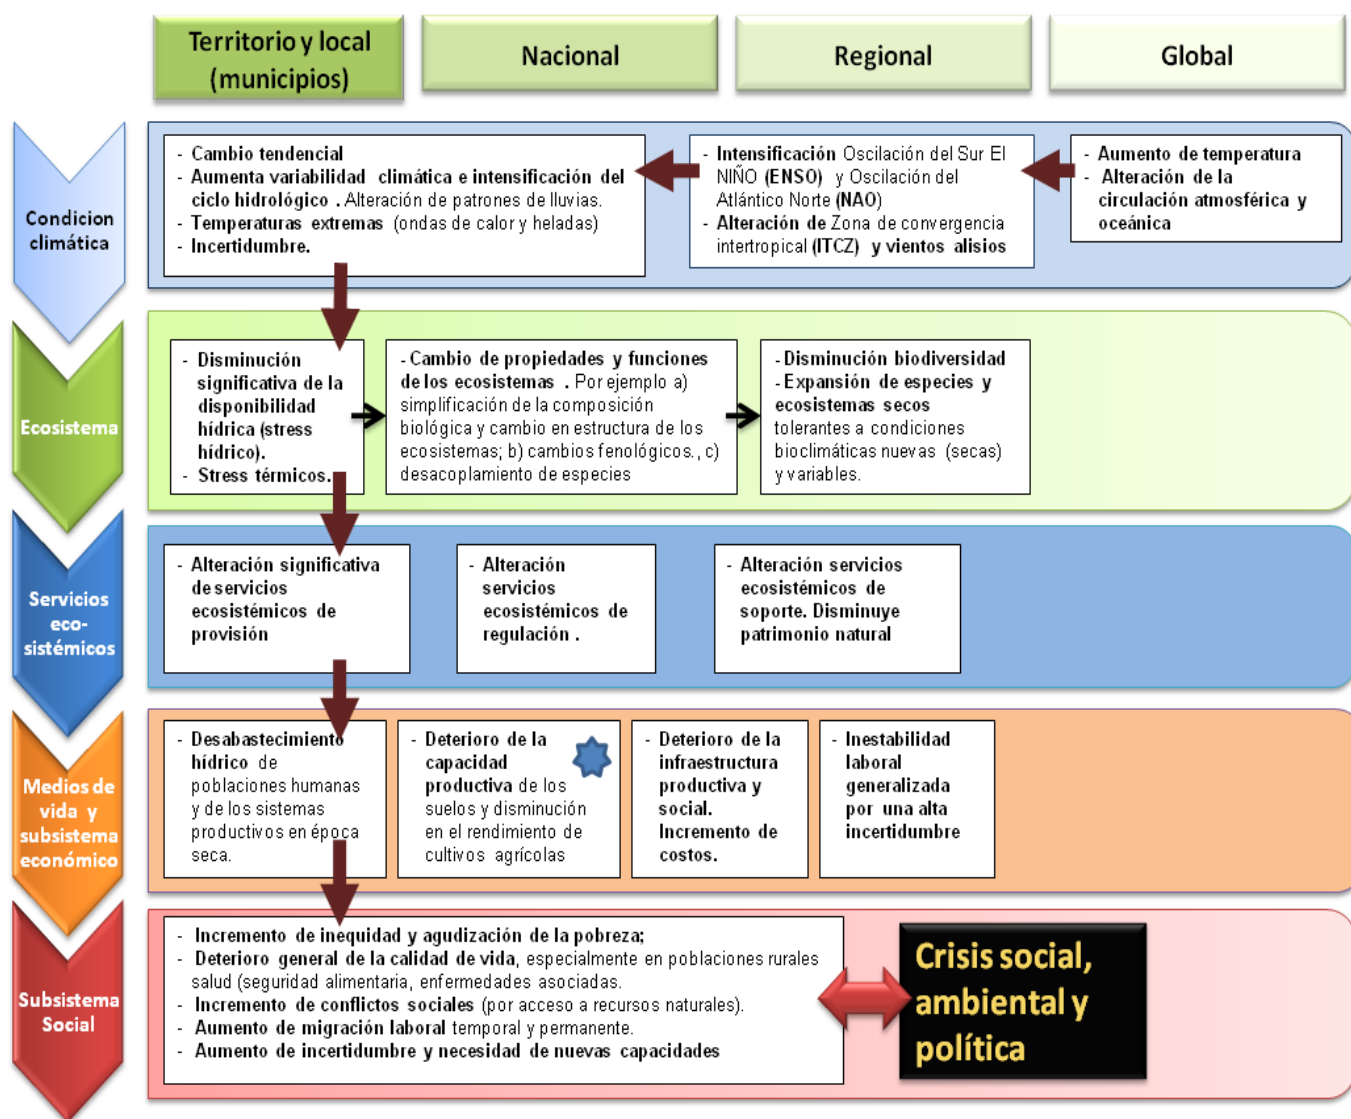 Territorio y local
(municipios)
Nacional
Regional
Global
Condicion
climática
- Cambio tendencial
- Aumenta variabilidad climática e intensificación del
ciclo hidrológico . Alteración de patrones de lluvias.
- Temperaturas extremas (ondas de calor y heladas)
- Incertidumbre.
- Intensificación Oscilación del Sur El
NIÑO (ENSO) y Oscilación del
Atlántico Norte (NAO)
- Alteración de Zona de convergencia
intertropical (ITCZ) y vientos alisios
- Aumento de temperatura
- Alteración de la
circulación atmosférica y
oceánica
Ecosistema
- Disminución
significativa de la
disponibilidad
hídrica (stress
hídrico).
- Stress térmicos.
- Cambio de propiedades y funciones
de los ecosistemas . Por ejemplo a)
simplificación de la composición
biológica y cambio en estructura de los
ecosistemas; b) cambios fenológicos., c)
desacoplamiento de especies
- Disminución biodiversidad
- Expansión de especies y
ecosistemas secos
tolerantes a condiciones
bioclimáticas nuevas (secas)
y variables.
Servicios
eco-
sistémicos
- Alteración significativa
de servicios
ecosistémicos de
provisión
- Alteración
servicios
ecosistémicos de
regulación .
- Alteración servicios
ecosistémicos de
soporte. Disminuye
patrimonio natural
Medios de
vida y
subsistema
económico
- Desabastecimiento
hídrico de
poblaciones humanas
y de los sistemas
productivos en época
seca.
- Deterioro de la
capacidad
productiva de los
suelos y disminución
en el rendimiento de
cultivos agrícolas
- Deterioro de la
infraestructura
productiva y
social.
Incremento de
costos.
- Inestabilidad
laboral
generalizada
por una alta
incertidumbre
Subsistema
Social
- Incremento de inequidad y agudización de la pobreza;
- Deterioro general de la calidad de vida, especialmente en poblaciones rurales
salud (seguridad alimentaria, enfermedades asociadas.
- Incremento de conflictos sociales (por acceso a recursos naturales).
- Aumento de migración laboral temporal y permanente.
- Aumento de incertidumbre y necesidad de nuevas capacidades
Crisis social,
ambiental y
política